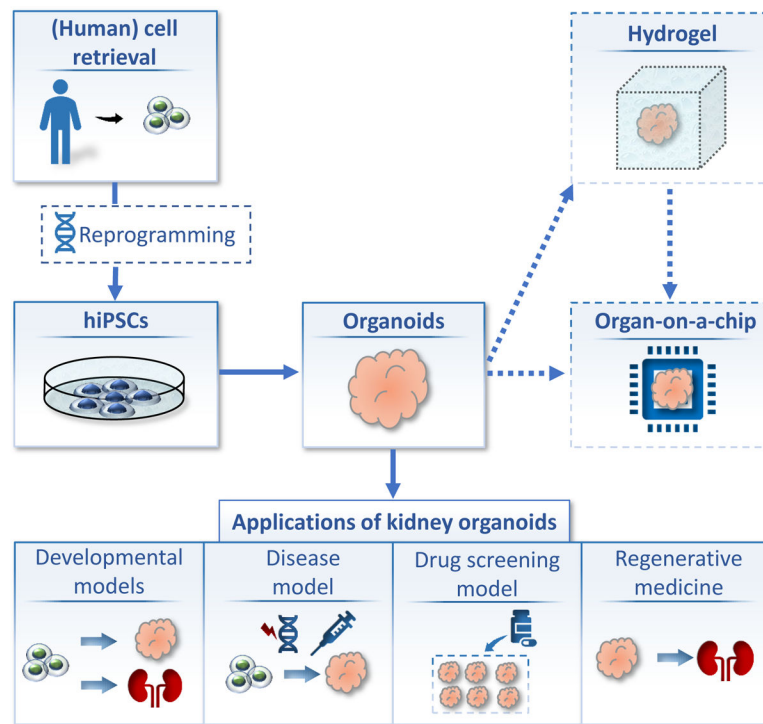 (Human) cell
retrieval
Hydrogel
Reprogramming
hiPSCs
Organoids
Organ-on-a-chip
Applications of kidney organoids
Developmental
models
Disease
model
Drug screening
model
Regenerative
medicine